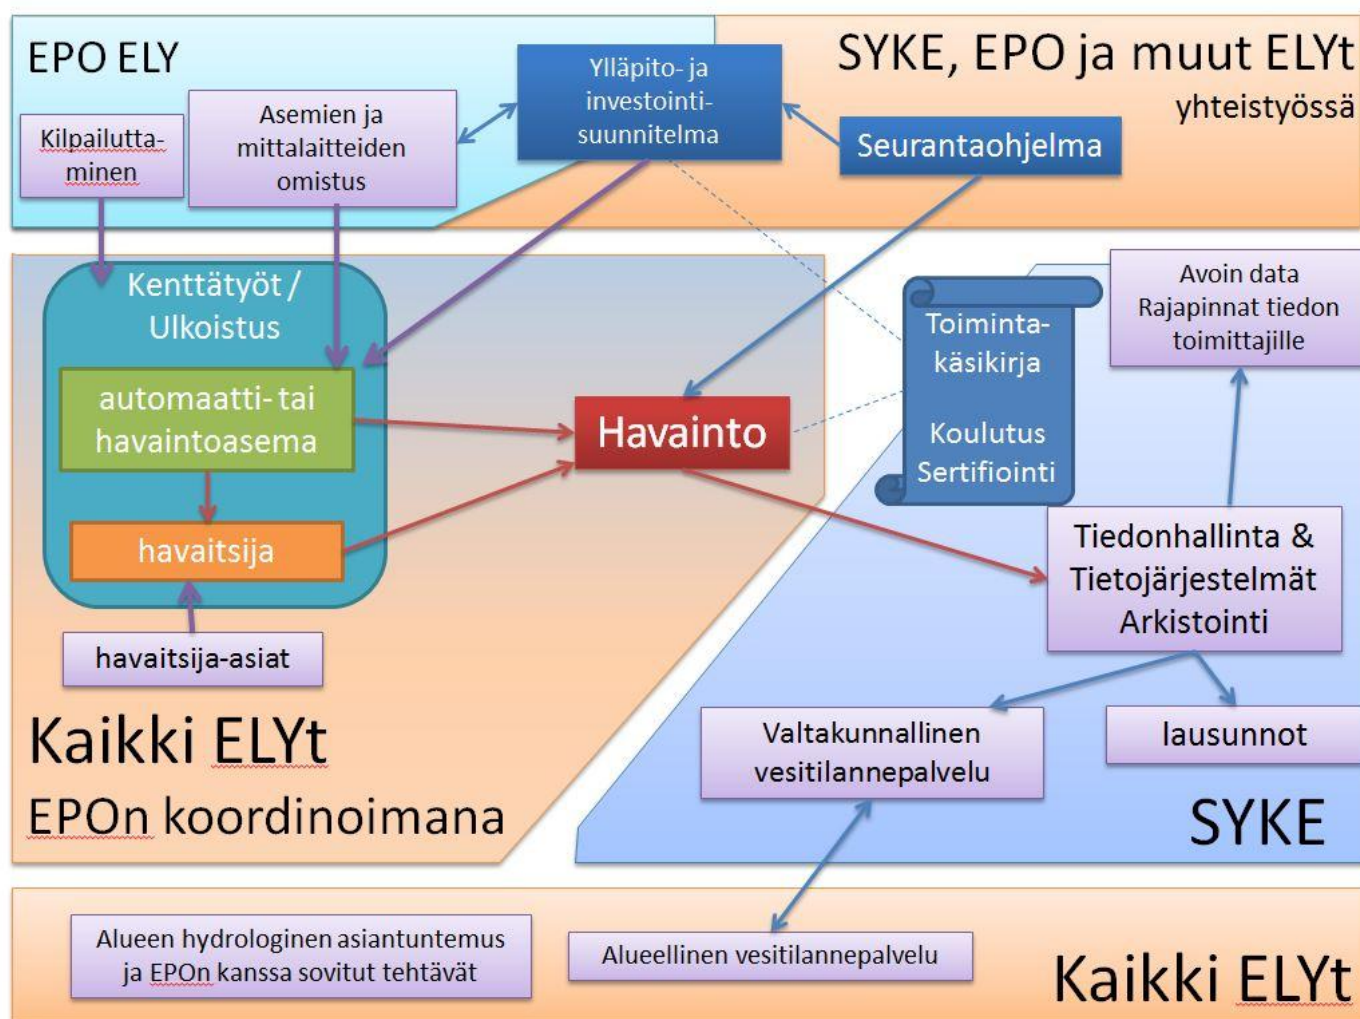 EPO ELY
Kilpailutta-
minen
Asemien ja
mittalaitteiden
omistus
Ylläpito- ja
investointi-
suunnitelma
SYKE, EPO ja muut ELYt
yhteistyössä
Seurantaohjelma
Kenttätyöt /
Ulkoistus
automaatti- tai
havaintoasema
havaitsija
havaitsija-asiat
Kaikki ELYt
EPOn koordinoimana
Havainto
Toiminta-
käsikirja
Koulutus
Sertifiointi
Avoin data
Rajapinnat tiedon
toimittajille
Tiedonhallinta &
Tietojärjestelmät
Arkistointi
Valtakunnallinen
vesitilannepalvelu
lausunnot
SYKE
Alueen hydrologinen asiantuntemus
ja EPOn kanssa sovitut tehtävät
Alueellinen vesitilannepalvelu
Kaikki ELYt